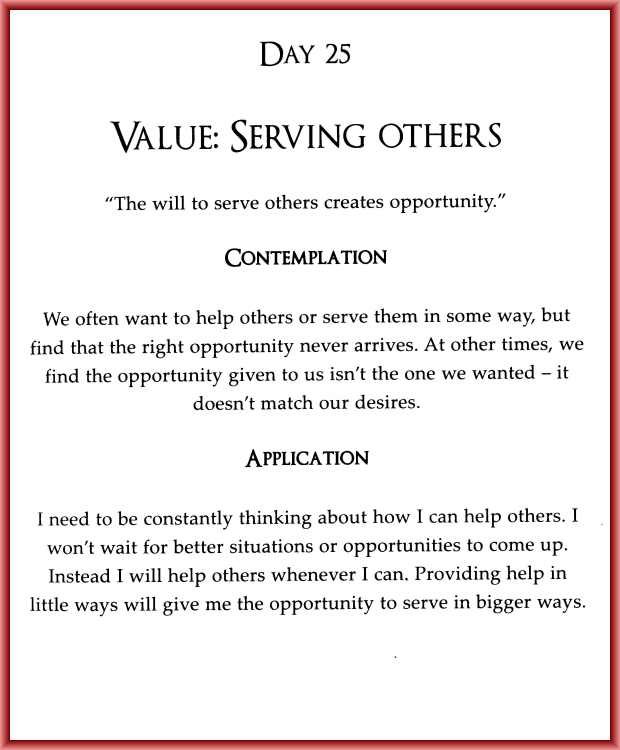 Day 25
Value: Serving others
“The will to serve others creates opportunity.”
Contemplation
We often want to help others or serve them in some way, but
find that the right opportunity never arrives. At other times, we
find the opportunity given to us isn’t the one we wanted – it
doesn’t match our desires.
Application
I need to be constantly thinking about how I can help others. I
won’t wait for better situations or opportunities to come up.
Instead I will help others whenever I can. Providing help in
little ways will give me the opportunity to serve in bigger ways.